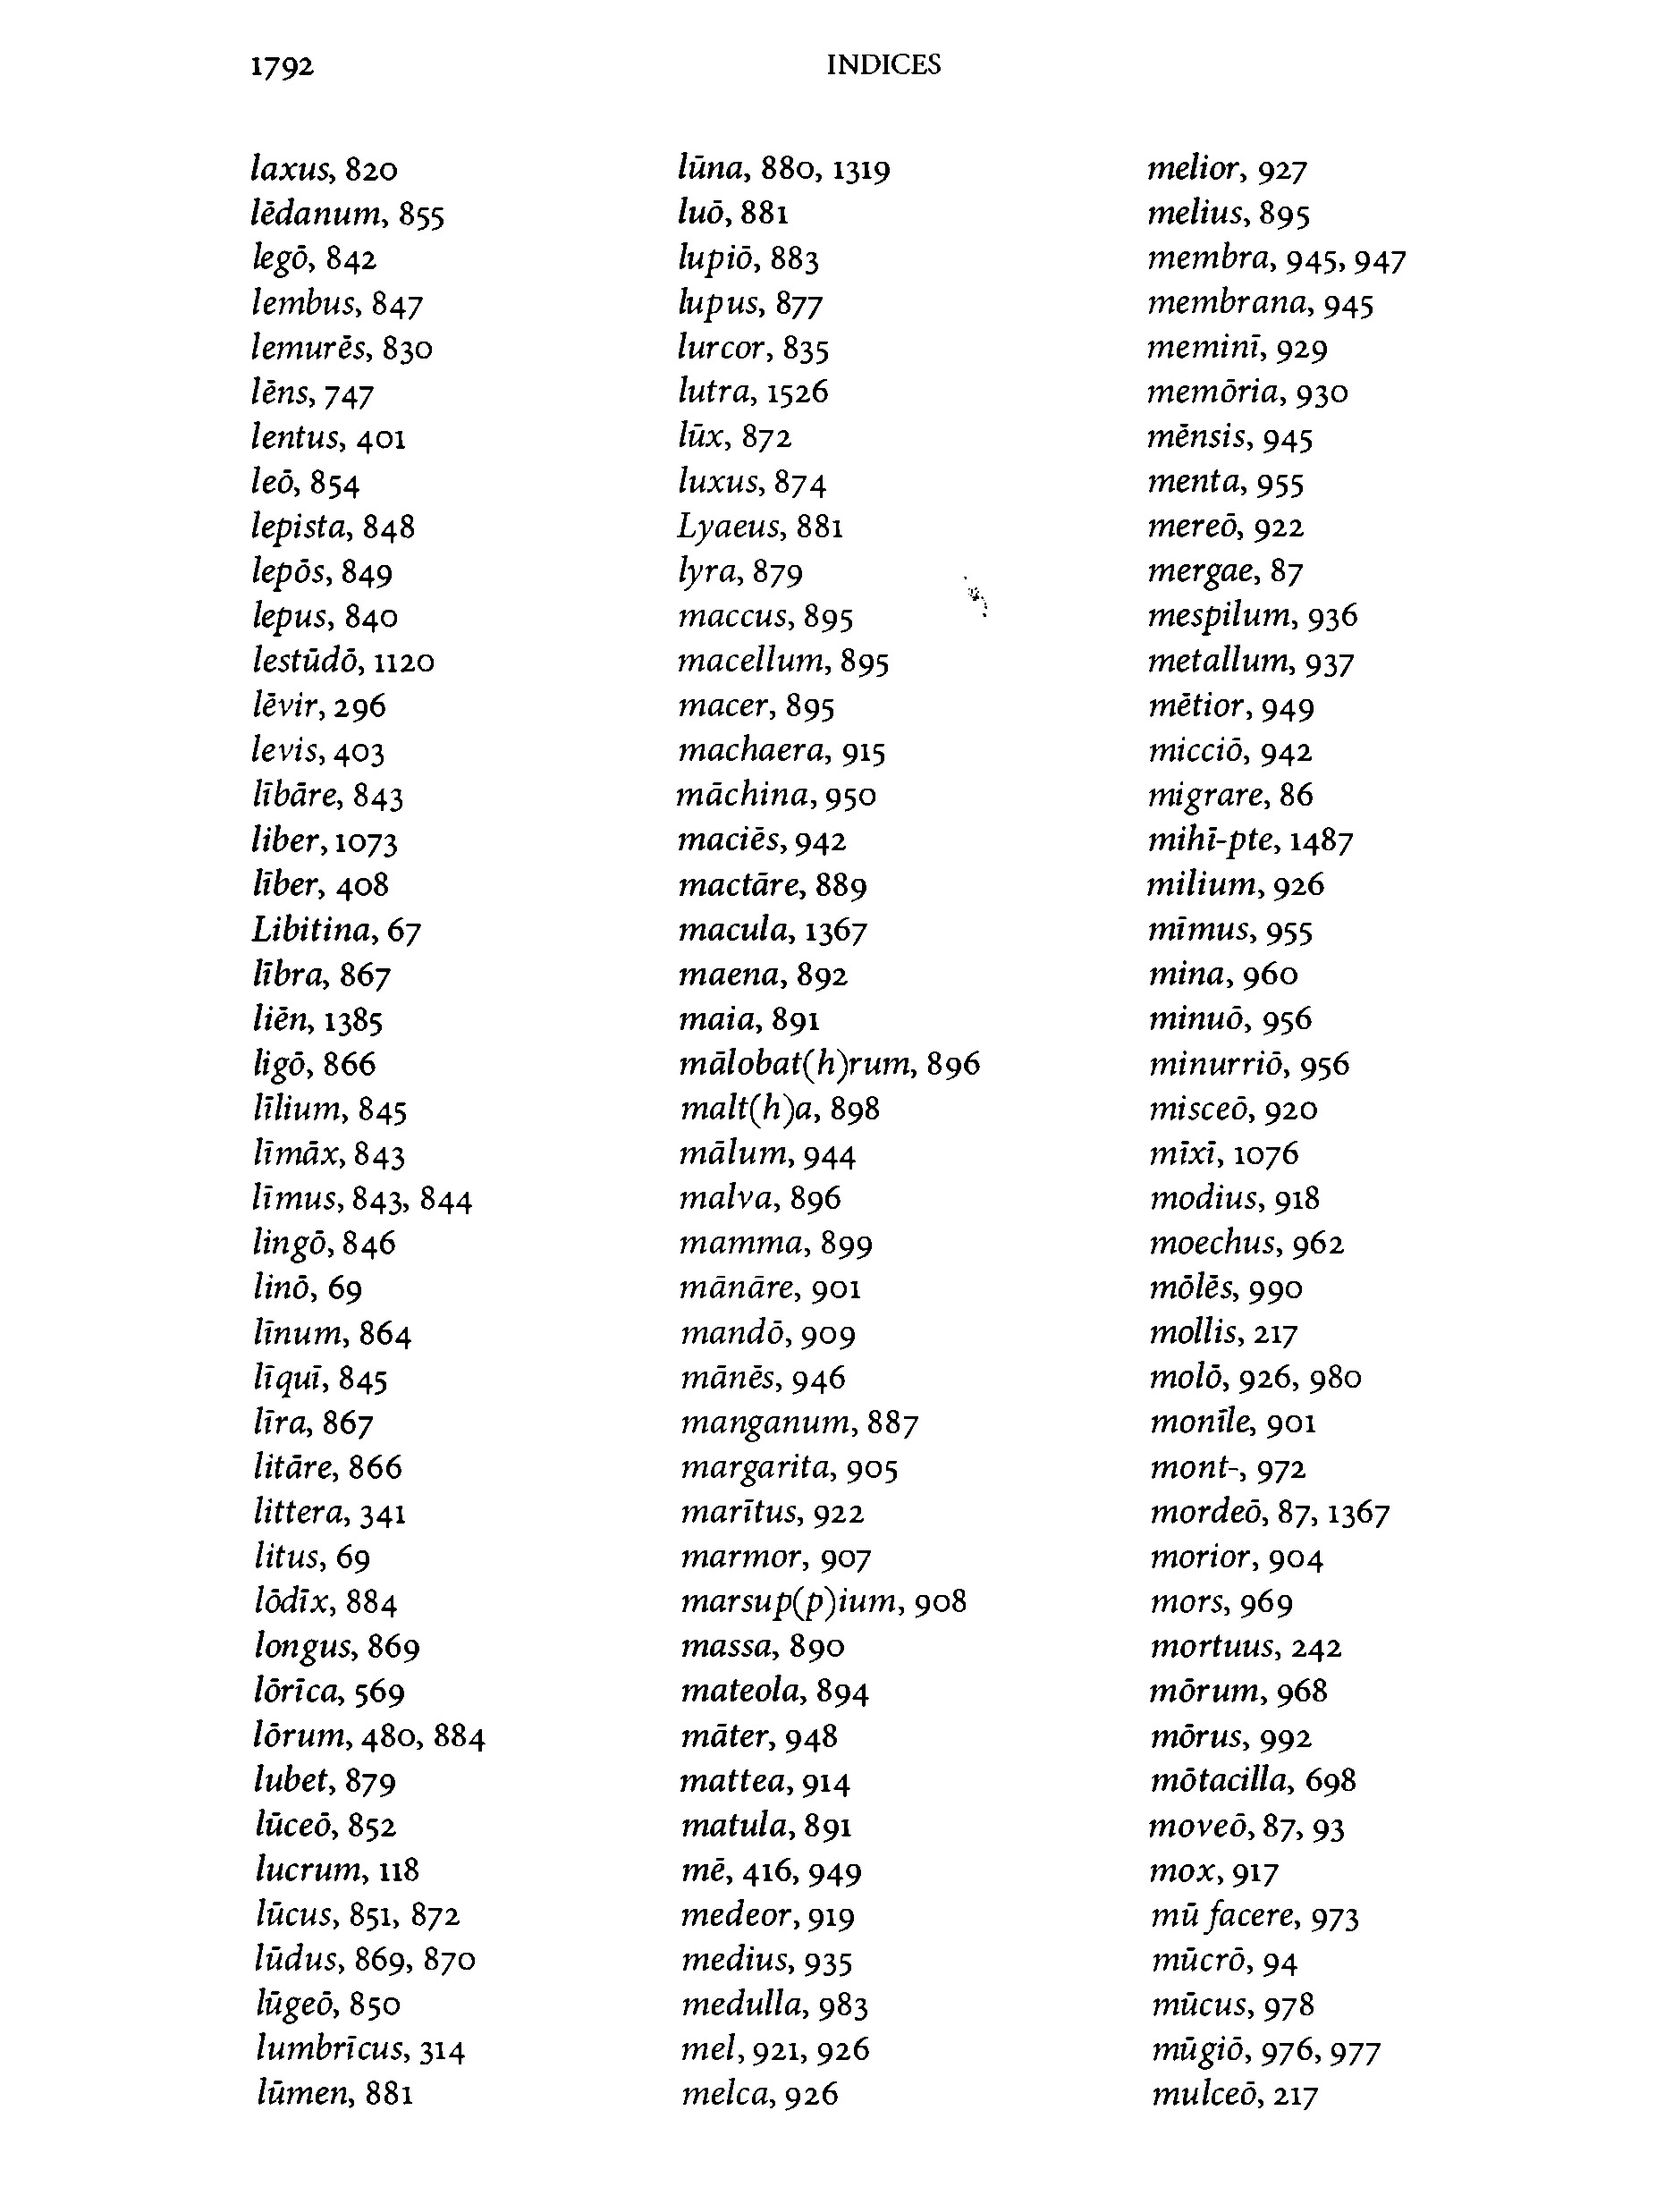 1792
INDICES
laxus, 820
lēdanum, 855
legō, 842
lembus, 847
lemurēs, 830
lēns, 747
lentus, 401
leō, 854
lepista, 848
lepōs, 849
lepus, 840
lestūdō, 1120
lēvir, 296
levis, 403
lībāre, 843
liber, 1073
līber, 408
Libitina, 67
lībra, 867
liēn, 1385
ligō, 866
līlium, 845
līmāx, 843
līmus, 843, 844
lingō, 846
linō, 69
līnum, 864
līquī, 845
līra, 867
litāre, 866
littera, 341
litus, 69
lōdīx, 884
longus, 869
lōrīca, 569
lōrum, 480, 884
lubet, 879
lūceō, 852
lucrum, 118
lūcus, 851, 872
lūdus, 869, 870
lūgeō, 850
lumbrīcus, 314
lūmen, 881
lūna, 880, 1319
luō, 881
lupiō, 883
lupus, 877
lurcor, 835
lutra, 1526
lūx, 872
luxus, 874
Lyaeus, 881
lyra, 879
maccus, 895
macellum, 895
macer, 895
machaera, 915
māchina, 950
maciēs, 942
mactāre, 889
macula, 1367
maena, 892
maia, 891
mālobat(h)rum, 896
malt(h)a, 898
mālum, 944
malva, 896
mamma, 899
mānāre, 901
mandō, 909
mānēs, 946
manganum, 887
margarita, 905
marītus, 922
marmor, 907
marsup(p)ium, 908
massa, 890
mateola, 894
māter, 948
mattea, 914
matula, 891
mē, 416, 949
medeor, 919
medius, 935
medulla, 983
mel, 921, 926
melca, 926
melior, 927
melius, 895
membra, 945, 947
membrana, 945
meminī, 929
memōria, 930
mēnsis, 945
menta, 955
mereō, 922
mergae, 87
mespilum, 936
metallum, 937
mētior, 949
micciō, 942
migrare, 86
mihī-pte, 1487
milium, 926
mīmus, 955
mina, 960
minuō, 956
minurriō, 956
misceō, 920
mīxī, 1076
modius, 918
moechus, 962
mōlēs, 990
mollis, 217
molō, 926, 980
monīle, 901
mont-, 972
mordeō, 87, 1367
morior, 904
mors, 969
mortuus, 242
mōrum, 968
mōrus, 992
mōtacilla, 698
moveō, 87, 93
mox, 917
mū facere, 973
mūcrō, 94
mūcus, 978
mūgiō, 976, 977
mulceō, 217